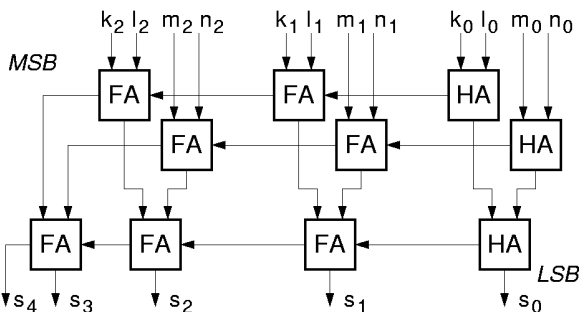 k2 l2 m2 n2 k1 l1 m1 n1 k0 l0 m0 n0
MSB
FA FA HA
FA FA HA
FA FA FA HA
LSB
s4 s3 s2 s1 s0